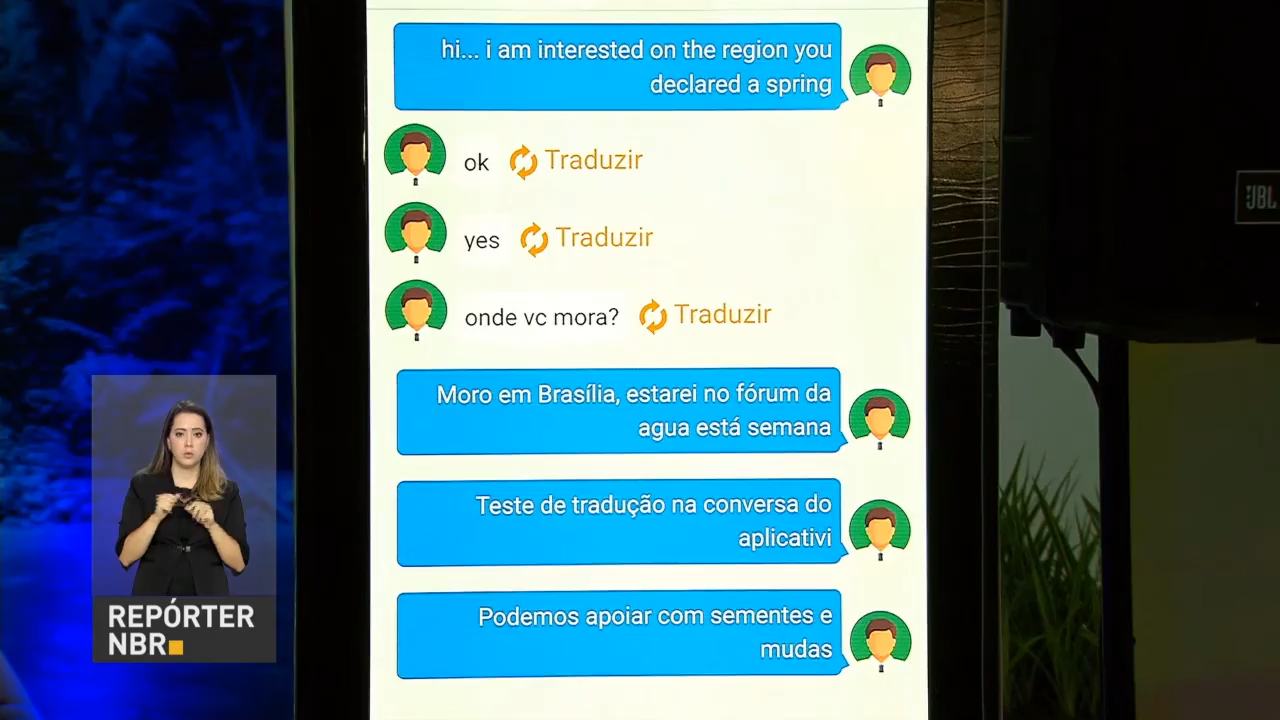 hi... i am interested on the region you
declared a spring
ok Traduzir
yes Traduzir
onde vc mora? Traduzir
Moro em Brasília, estarei no fórum da
agua está semana
Teste de tradução na conversa do
aplicativi
Podemos apoiar com sementes e
mudas
JBL
REPÓRTER
NBR